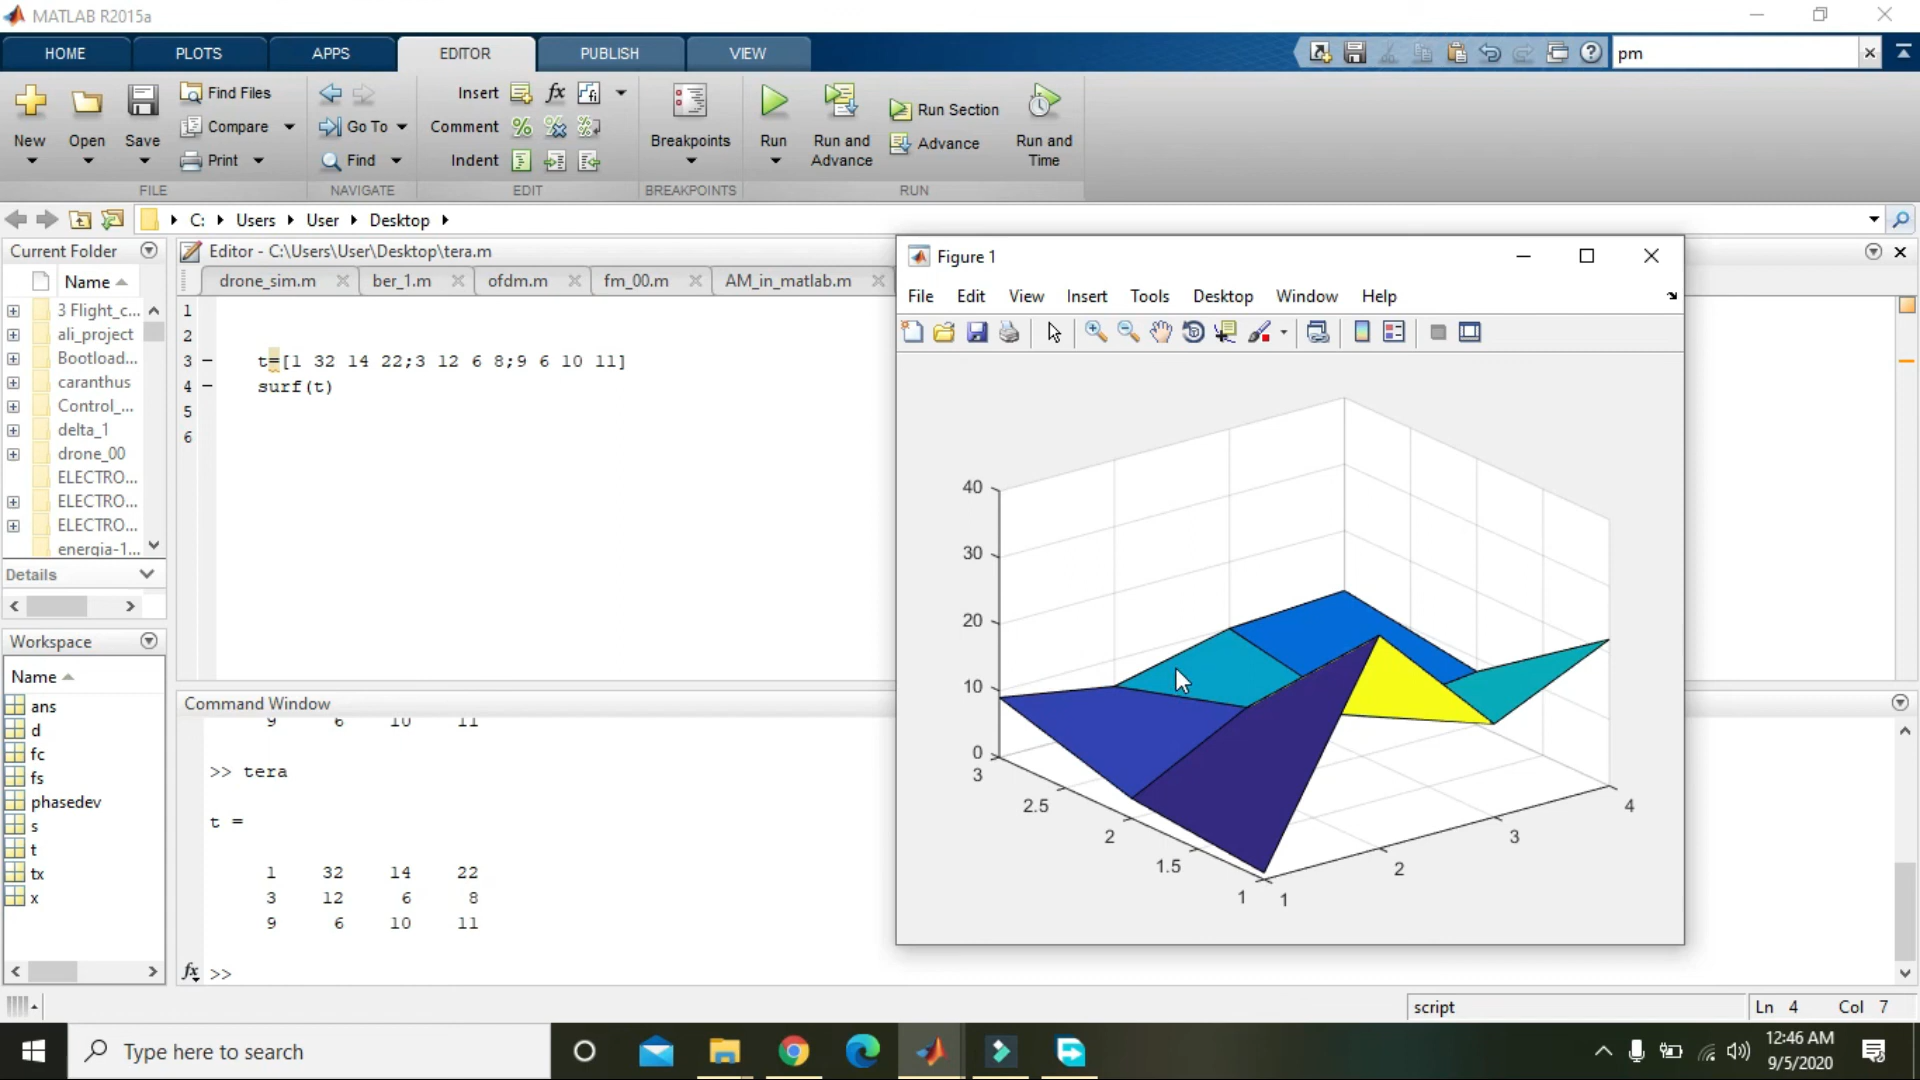 MATLAB R2015a
HOME PLOTS APPS EDITOR PUBLISH VIEW pm
New Open Save Find Files Compare Print
FILE
Go To Find
NAVIGATE
Insert fx
Comment
Indent
EDIT
Breakpoints
BREAKPOINTS
Run Run and Advance Run Section Advance Run and Time
RUN
C: Users User Desktop
Current Folder
Name
3 Flight_c...
ali_project
Bootload...
caranthus
Control_...
delta_1
drone_00
ELECTRO...
ELECTRO...
ELECTRO...
energia-1...
Details
Workspace
Name
ans
d
fc
fs
phasedev
s
t
tx
x
Editor - C:\Users\User\Desktop\tera.m
drone_sim.m ber_1.m ofdm.m fm_00.m AM_in_matlab.m
1
2
3 – t=[1 32 14 22;3 12 6 8;9 6 10 11]
4 – surf(t)
5
6
Command Window
9 6 10 11
>> tera
t =
1 32 14 22
3 12 6 8
9 6 10 11
fx >>
Figure 1
File Edit View Insert Tools Desktop Window Help
40
30
20
10
0
3
2.5
2
1.5
1
1
2
3
4
script Ln 4 Col 7
Type here to search
12:46 AM
9/5/2020